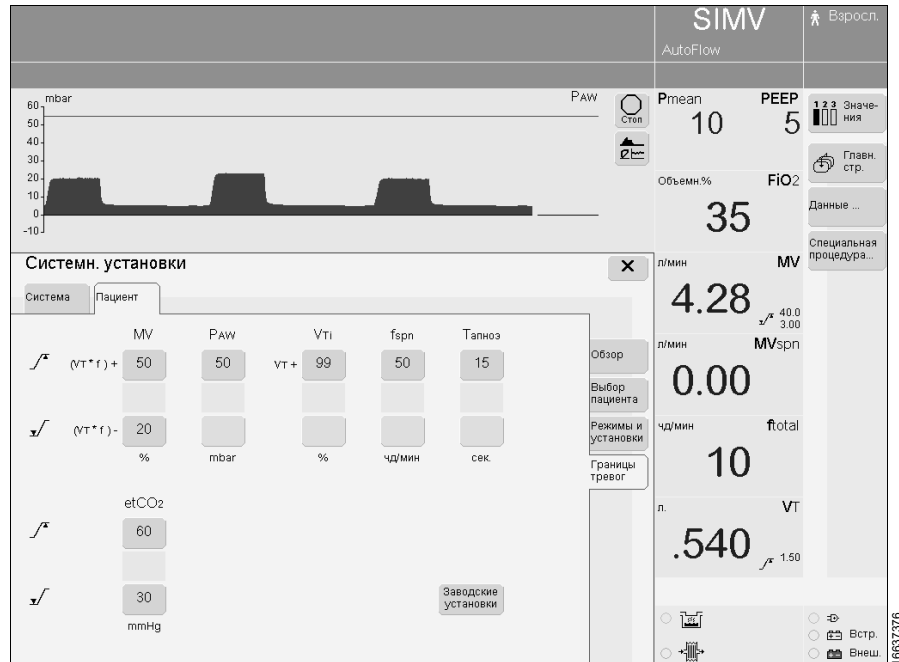 SIMV
AutoFlow
Взросл.
mbar
PAW
60
50
40
30
20
10
0
-10
Стоп
Pmean PEEP
10 5
1 2 3 Значе-
ния
Главн.
стр.
Объемн.% FiO2
35
Данные ...
Специальная
процедура...
Системн. установки
Система Пациент
MV PAW VTi fspn Tапноэ
(VT*f)+ 50 50 VT+ 99 50 15
(VT*f)- 20
% mbar % чд/мин сек.
etCO2
60
30
mmHg
Заводские
установки
Обзор
Выбор
пациента
Режимы и
установки
Границы
тревог
л/мин MV
4.28 40.0
3.00
л/мин MVspn
0.00
чд/мин ftotal
10
л. VT
.540 1.50
Встр.
Внеш.
16637376